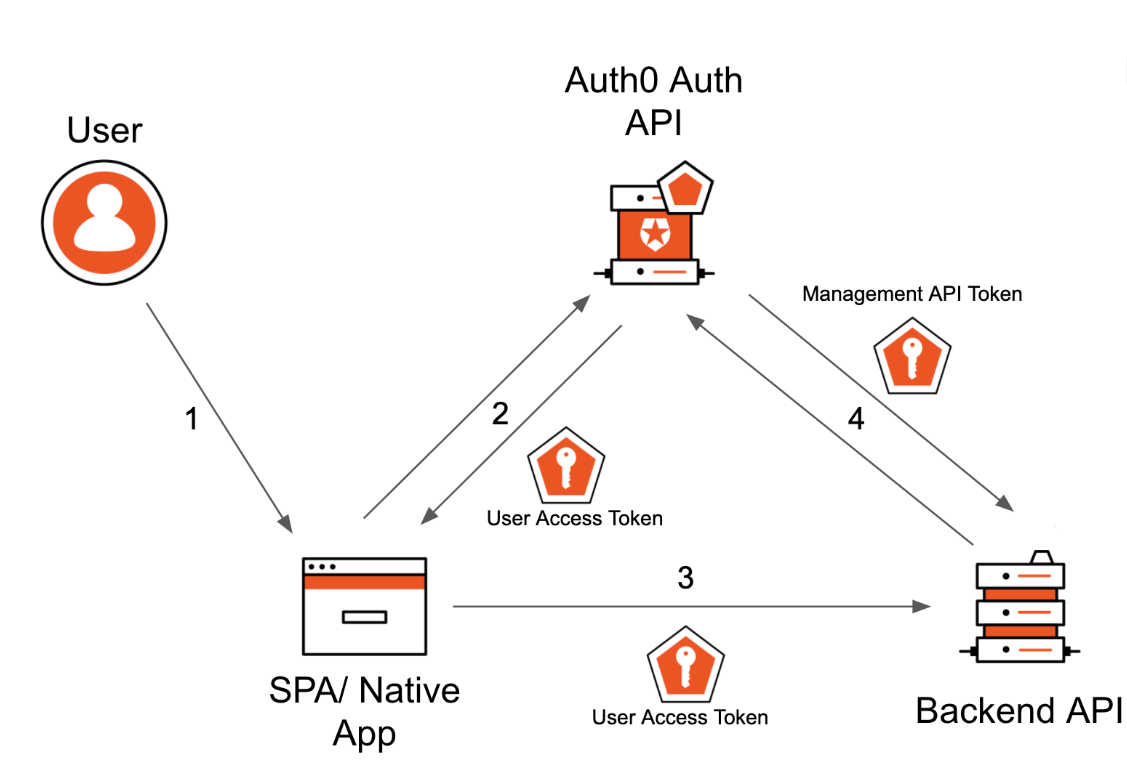 Auth0 Auth
API
User
Management API Token
1
2
4
User Access Token
3
SPA/ Native
App
User Access Token
Backend API